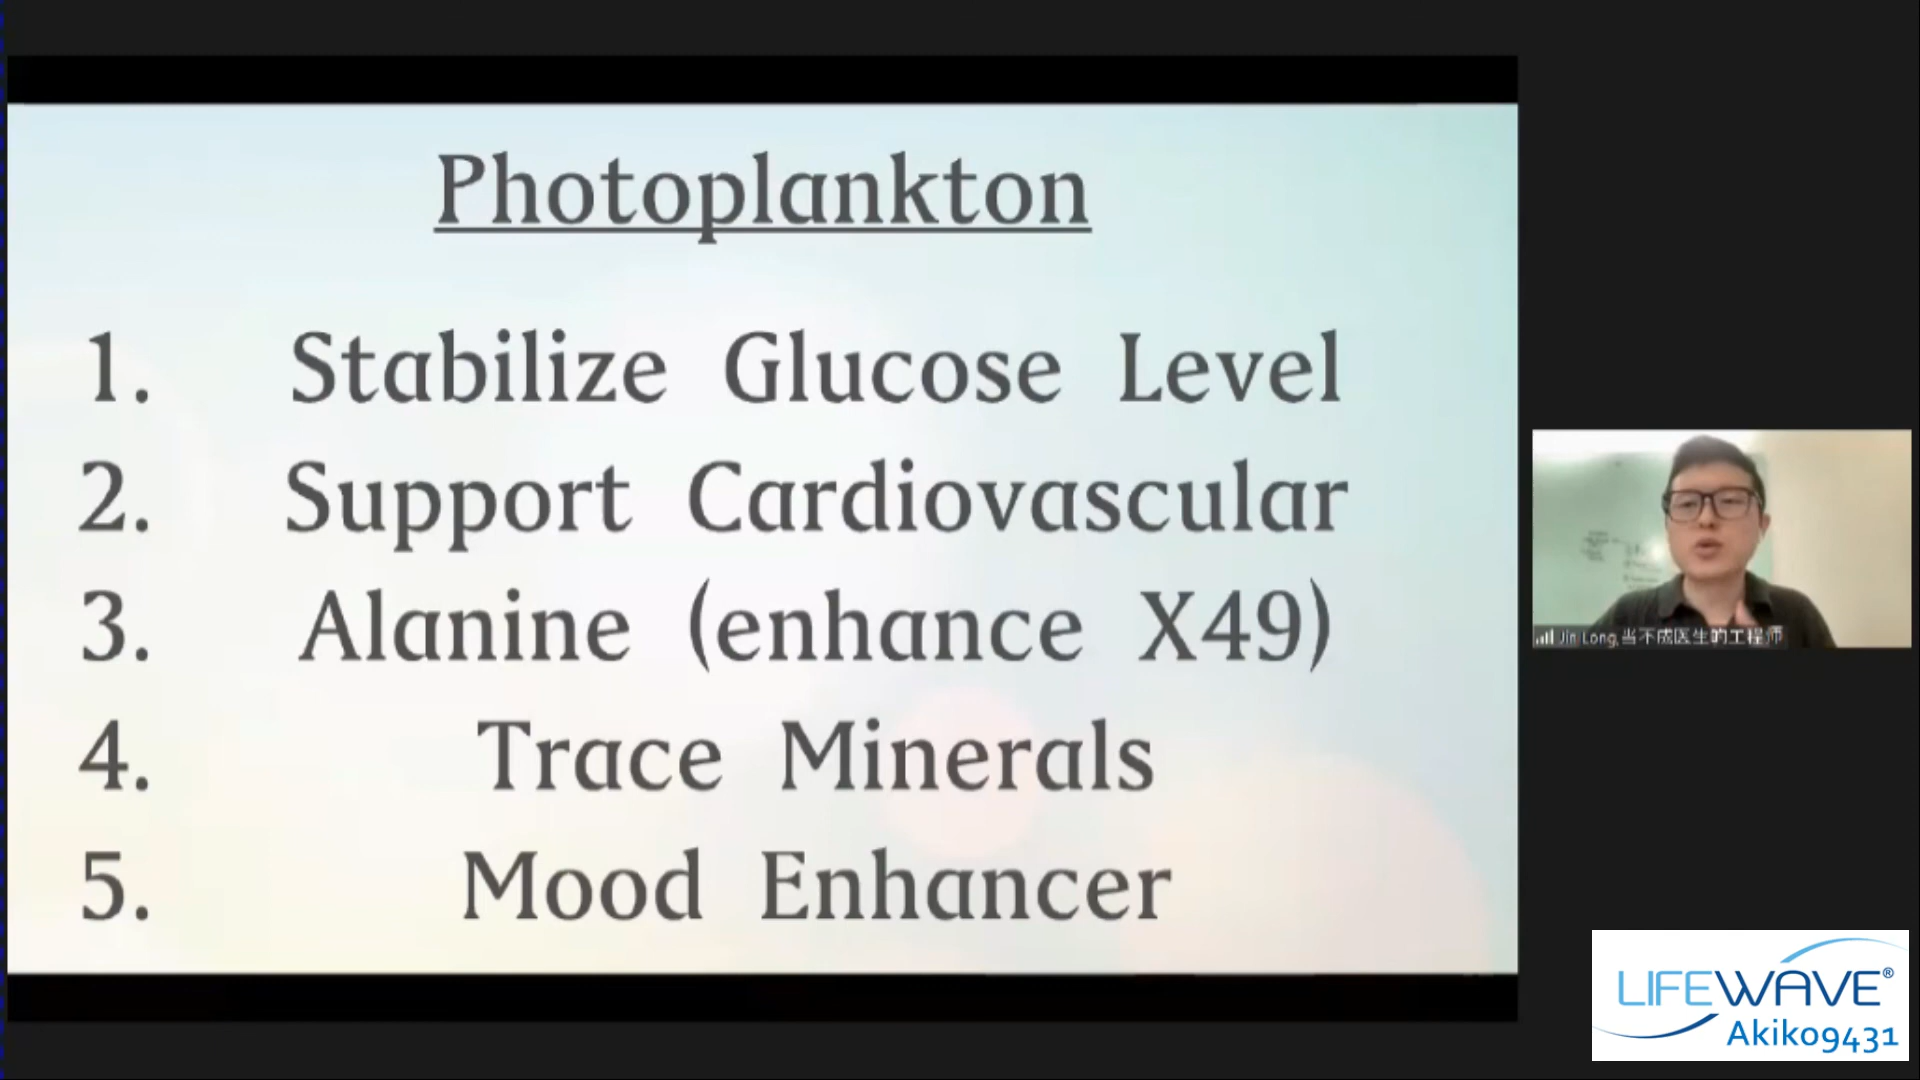 Photoplankton
1. Stabilize Glucose Level
2. Support Cardiovascular
3. Alanine (enhance X49)
4. Trace Minerals
5. Mood Enhancer
Jin Long,当不成医生的工程师
LIFEWAVE®
Akiko9431